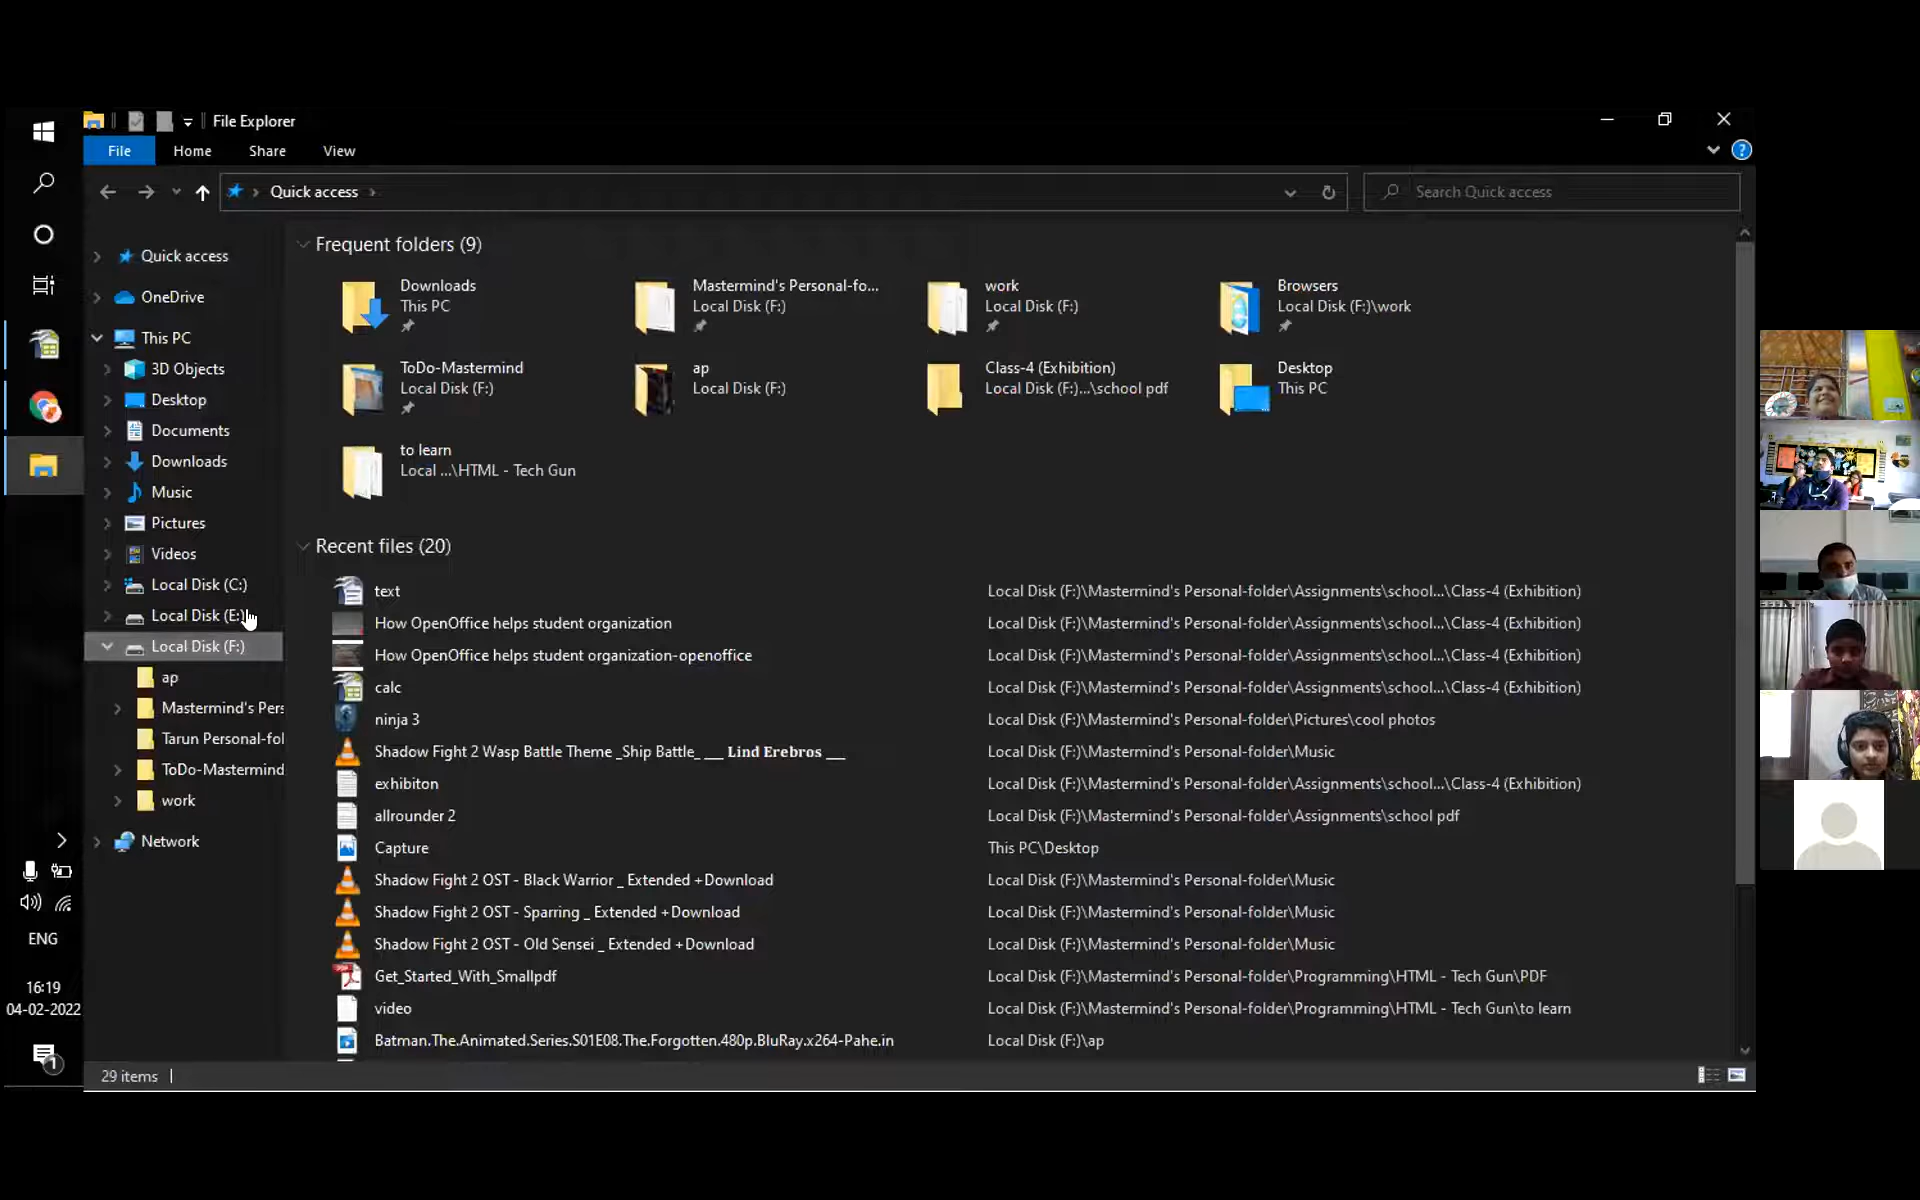 File Explorer
File Home Share View
Quick access
Search Quick access
Quick access
OneDrive
This PC
3D Objects
Desktop
Documents
Downloads
Music
Pictures
Videos
Local Disk (C:)
Local Disk (E:)
Local Disk (F:)
ap
Mastermind's Pers
Tarun Personal-fol
ToDo-Mastermind
work
Network
Frequent folders (9)
Downloads
This PC
Mastermind's Personal-fo...
Local Disk (F:)
work
Local Disk (F:)
Browsers
Local Disk (F:)\work
ToDo-Mastermind
Local Disk (F:)
ap
Local Disk (F:)
Class-4 (Exhibition)
Local Disk (F:)...\school pdf
Desktop
This PC
to learn
Local ...\HTML - Tech Gun
Recent files (20)
text Local Disk (F:)\Mastermind's Personal-folder\Assignments\school...\Class-4 (Exhibition)
How OpenOffice helps student organization Local Disk (F:)\Mastermind's Personal-folder\Assignments\school...\Class-4 (Exhibition)
How OpenOffice helps student organization-openoffice Local Disk (F:)\Mastermind's Personal-folder\Assignments\school...\Class-4 (Exhibition)
calc Local Disk (F:)\Mastermind's Personal-folder\Assignments\school...\Class-4 (Exhibition)
ninja 3 Local Disk (F:)\Mastermind's Personal-folder\Pictures\cool photos
Shadow Fight 2 Wasp Battle Theme _Ship Battle_ ___ 𝐋𝐢𝐧𝐝 𝐄𝐫𝐞𝐛𝐫𝐨𝐬 ___ Local Disk (F:)\Mastermind's Personal-folder\Music
exhibiton Local Disk (F:)\Mastermind's Personal-folder\Assignments\school...\Class-4 (Exhibition)
allrounder 2 Local Disk (F:)\Mastermind's Personal-folder\Assignments\school pdf
Capture This PC\Desktop
Shadow Fight 2 OST - Black Warrior _ Extended +Download Local Disk (F:)\Mastermind's Personal-folder\Music
Shadow Fight 2 OST - Sparring _ Extended +Download Local Disk (F:)\Mastermind's Personal-folder\Music
Shadow Fight 2 OST - Old Sensei _ Extended +Download Local Disk (F:)\Mastermind's Personal-folder\Music
Get_Started_With_Smallpdf Local Disk (F:)\Mastermind's Personal-folder\Programming\HTML - Tech Gun\PDF
video Local Disk (F:)\Mastermind's Personal-folder\Programming\HTML - Tech Gun\to learn
Batman.The.Animated.Series.S01E08.The.Forgotten.480p.BluRay.x264-Pahe.in Local Disk (F:)\ap
29 items
ENG
16:19
04-02-2022
1